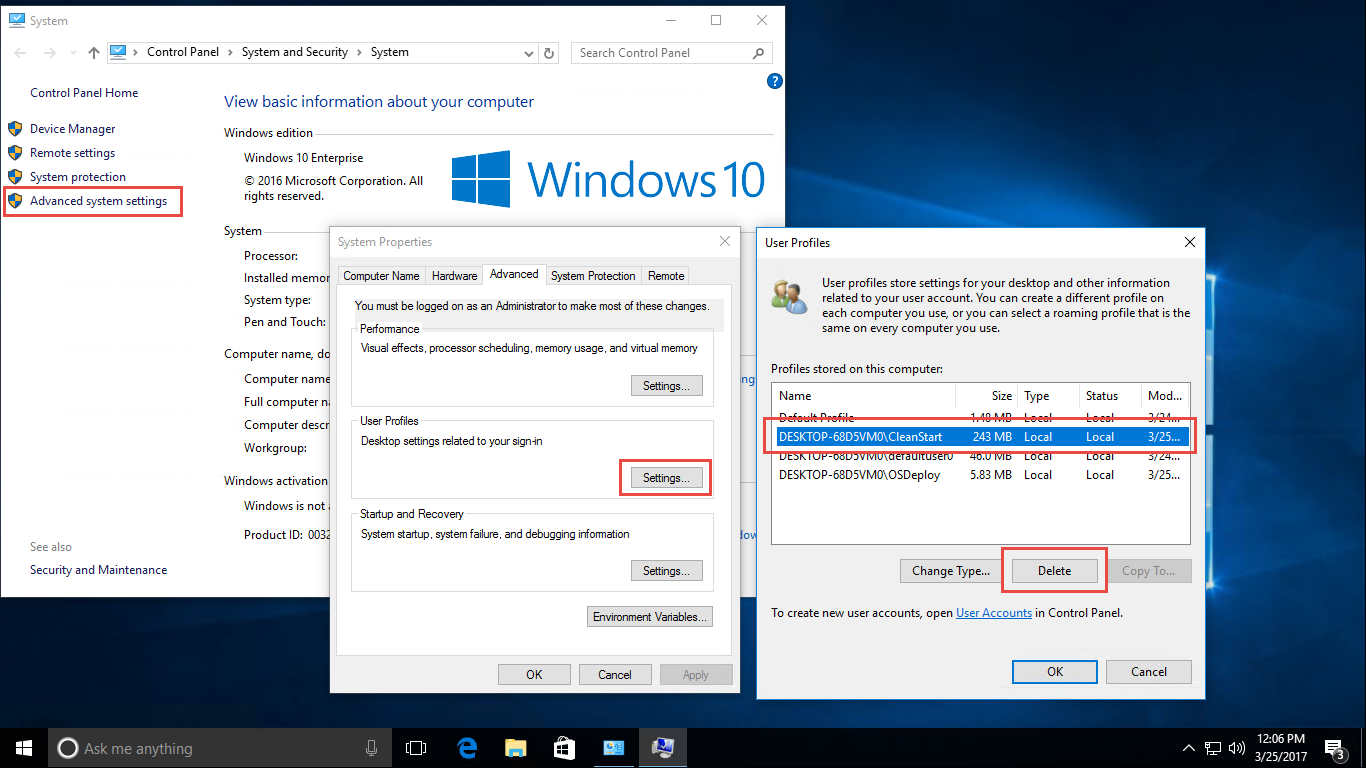 System
Control Panel > System and Security > System
Search Control Panel
Control Panel Home
Device Manager
Remote settings
System protection
Advanced system settings
See also
Security and Maintenance
View basic information about your computer
Windows edition
Windows 10 Enterprise
© 2016 Microsoft Corporation. All
rights reserved.
Windows 10
System
Processor:
Installed memor
System type:
Pen and Touch:
Computer name, do
Computer name
Full computer n
Computer descr
Workgroup:
Windows activation
Windows is not a
Product ID: 0032
System Properties
Computer Name
Hardware
Advanced
System Protection
Remote
You must be logged on as an Administrator to make most of these changes.
Performance
Visual effects, processor scheduling, memory usage, and virtual memory
Settings...
User Profiles
Desktop settings related to your sign-in
Settings...
Startup and Recovery
System startup, system failure, and debugging information
Settings...
Environment Variables...
OK
Cancel
Apply
User Profiles
User profiles store settings for your desktop and other information
related to your user account. You can create a different profile on
each computer you use, or you can select a roaming profile that is the
same on every computer you use.
Profiles stored on this computer:
Name Size Type Status Mod...
Default Profile 1.48 MB Local Local 3/24...
DESKTOP-68D5VM0\CleanStart 243 MB Local Local 3/25...
DESKTOP-68D5VM0\defaultuser0 46.0 MB Local Local 3/24...
DESKTOP-68D5VM0\OSDeploy 5.83 MB Local Local 3/25...
Change Type...
Delete
Copy To...
To create new user accounts, open User Accounts in Control Panel.
OK
Cancel
Ask me anything
12:06 PM
3/25/2017
3